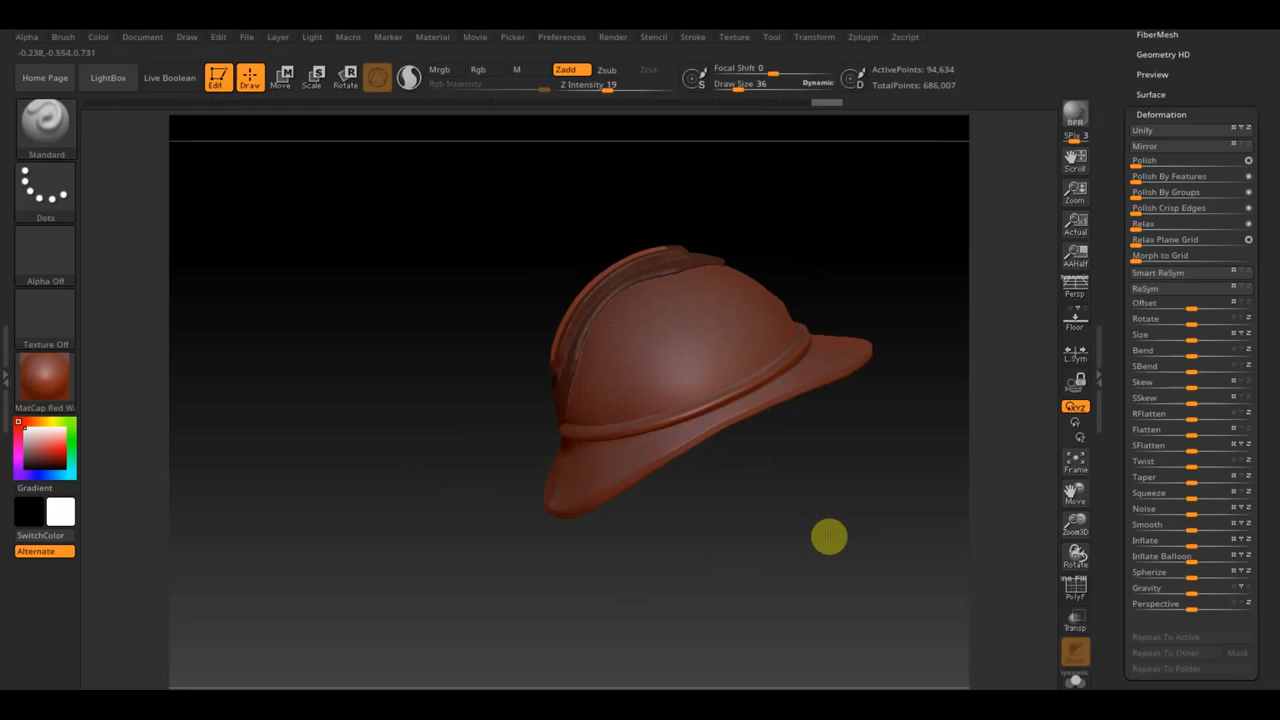 Alpha Brush Color Document Draw Edit File Layer Light Macro Marker Material Movie Picker Preferences Render Stencil Stroke Texture Tool Transform Zplugin Zscript
-0.238,-0.554,0.731
Home Page
LightBox
Live Boolean
Edit
Draw
Move
Scale
Rotate
Mrgb
Rgb
M
Rgb Intensity
Zadd
Zsub
Zcut
Z Intensity 19
S
Focal Shift 0
Draw Size 36
Dynamic
D
ActivePoints: 94,634
TotalPoints: 686,007
Standard
Dots
Alpha Off
Texture Off
MatCap Red W
Gradient
SwitchColor
Alternate
BPR
SPix 3
Scroll
Zoom
Actual
AAHalf
Dynamic
Persp
Floor
L.Sym
XYZ
Frame
Move
Zoom3D
Rotate
PolyF
Transp
Dynamic
FiberMesh
Geometry HD
Preview
Surface
Deformation
Unify
Mirror
Polish
Polish By Features
Polish By Groups
Polish Crisp Edges
Relax
Relax Plane Grid
Morph to Grid
Smart ReSym
ReSym
Offset
Rotate
Size
Bend
SBend
Skew
SSkew
RFlatten
Flatten
SFlatten
Twist
Taper
Squeeze
Noise
Smooth
Inflate
Inflate Balloon
Spherize
Gravity
Perspective
Repeat To Active
Repeat To Other Mask
Repeat To Folder